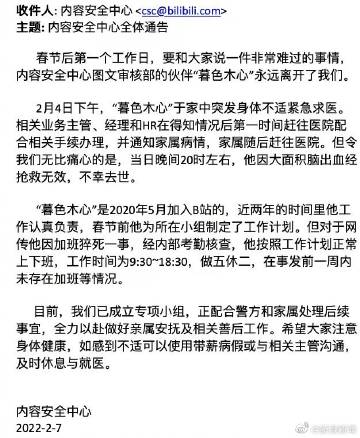 收件人: 内容安全中心 <csc@bilibili.com>
主题: 内容安全中心全体通告
春节后第一个工作日，要和大家说一件非常难过的事情，
内容安全中心图文审核部的伙伴“暮色木心”永远离开了我们。
2月4日下午，“暮色木心”于家中突发身体不适紧急求医。
相关业务主管、经理和HR在得知情况后第一时间赶往医院配
合相关手续办理，并通知家属病情，家属随后赶往医院。但令
我们无比痛心的是，当日晚间20时左右，他因大面积脑出血经
抢救无效，不幸去世。
“暮色木心”是2020年5月加入B站的，近两年的时间里他工
作认真负责，春节前他为所在小组制定了工作计划。但对于网
传他因加班猝死一事，经内部考勤核查，他按照工作计划正常
上下班，工作时间为9:30~18:30，做五休二，在事发前一周内
未存在加班等情况。
目前，我们已成立专项小组，正配合警方和家属处理后续
事宜，全力以赴做好亲属安抚及相关善后工作。希望大家注意
身体健康，如感到不适可以使用带薪病假或与相关主管沟通，
及时休息与就医。
内容安全中心
2022-2-7